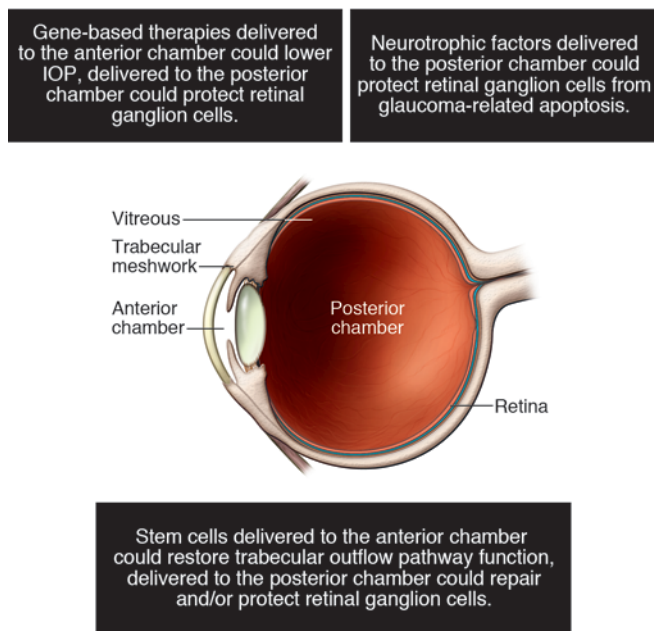 Gene-based therapies delivered
to the anterior chamber could lower
IOP, delivered to the posterior
chamber could protect retinal
ganglion cells.
Neurotrophic factors delivered
to the posterior chamber could
protect retinal ganglion cells from
glaucoma-related apoptosis.
Vitreous
Trabecular
meshwork
Anterior
chamber
Posterior
chamber
Retina
Stem cells delivered to the anterior chamber
could restore trabecular outflow pathway function,
delivered to the posterior chamber could repair
and/or protect retinal ganglion cells.